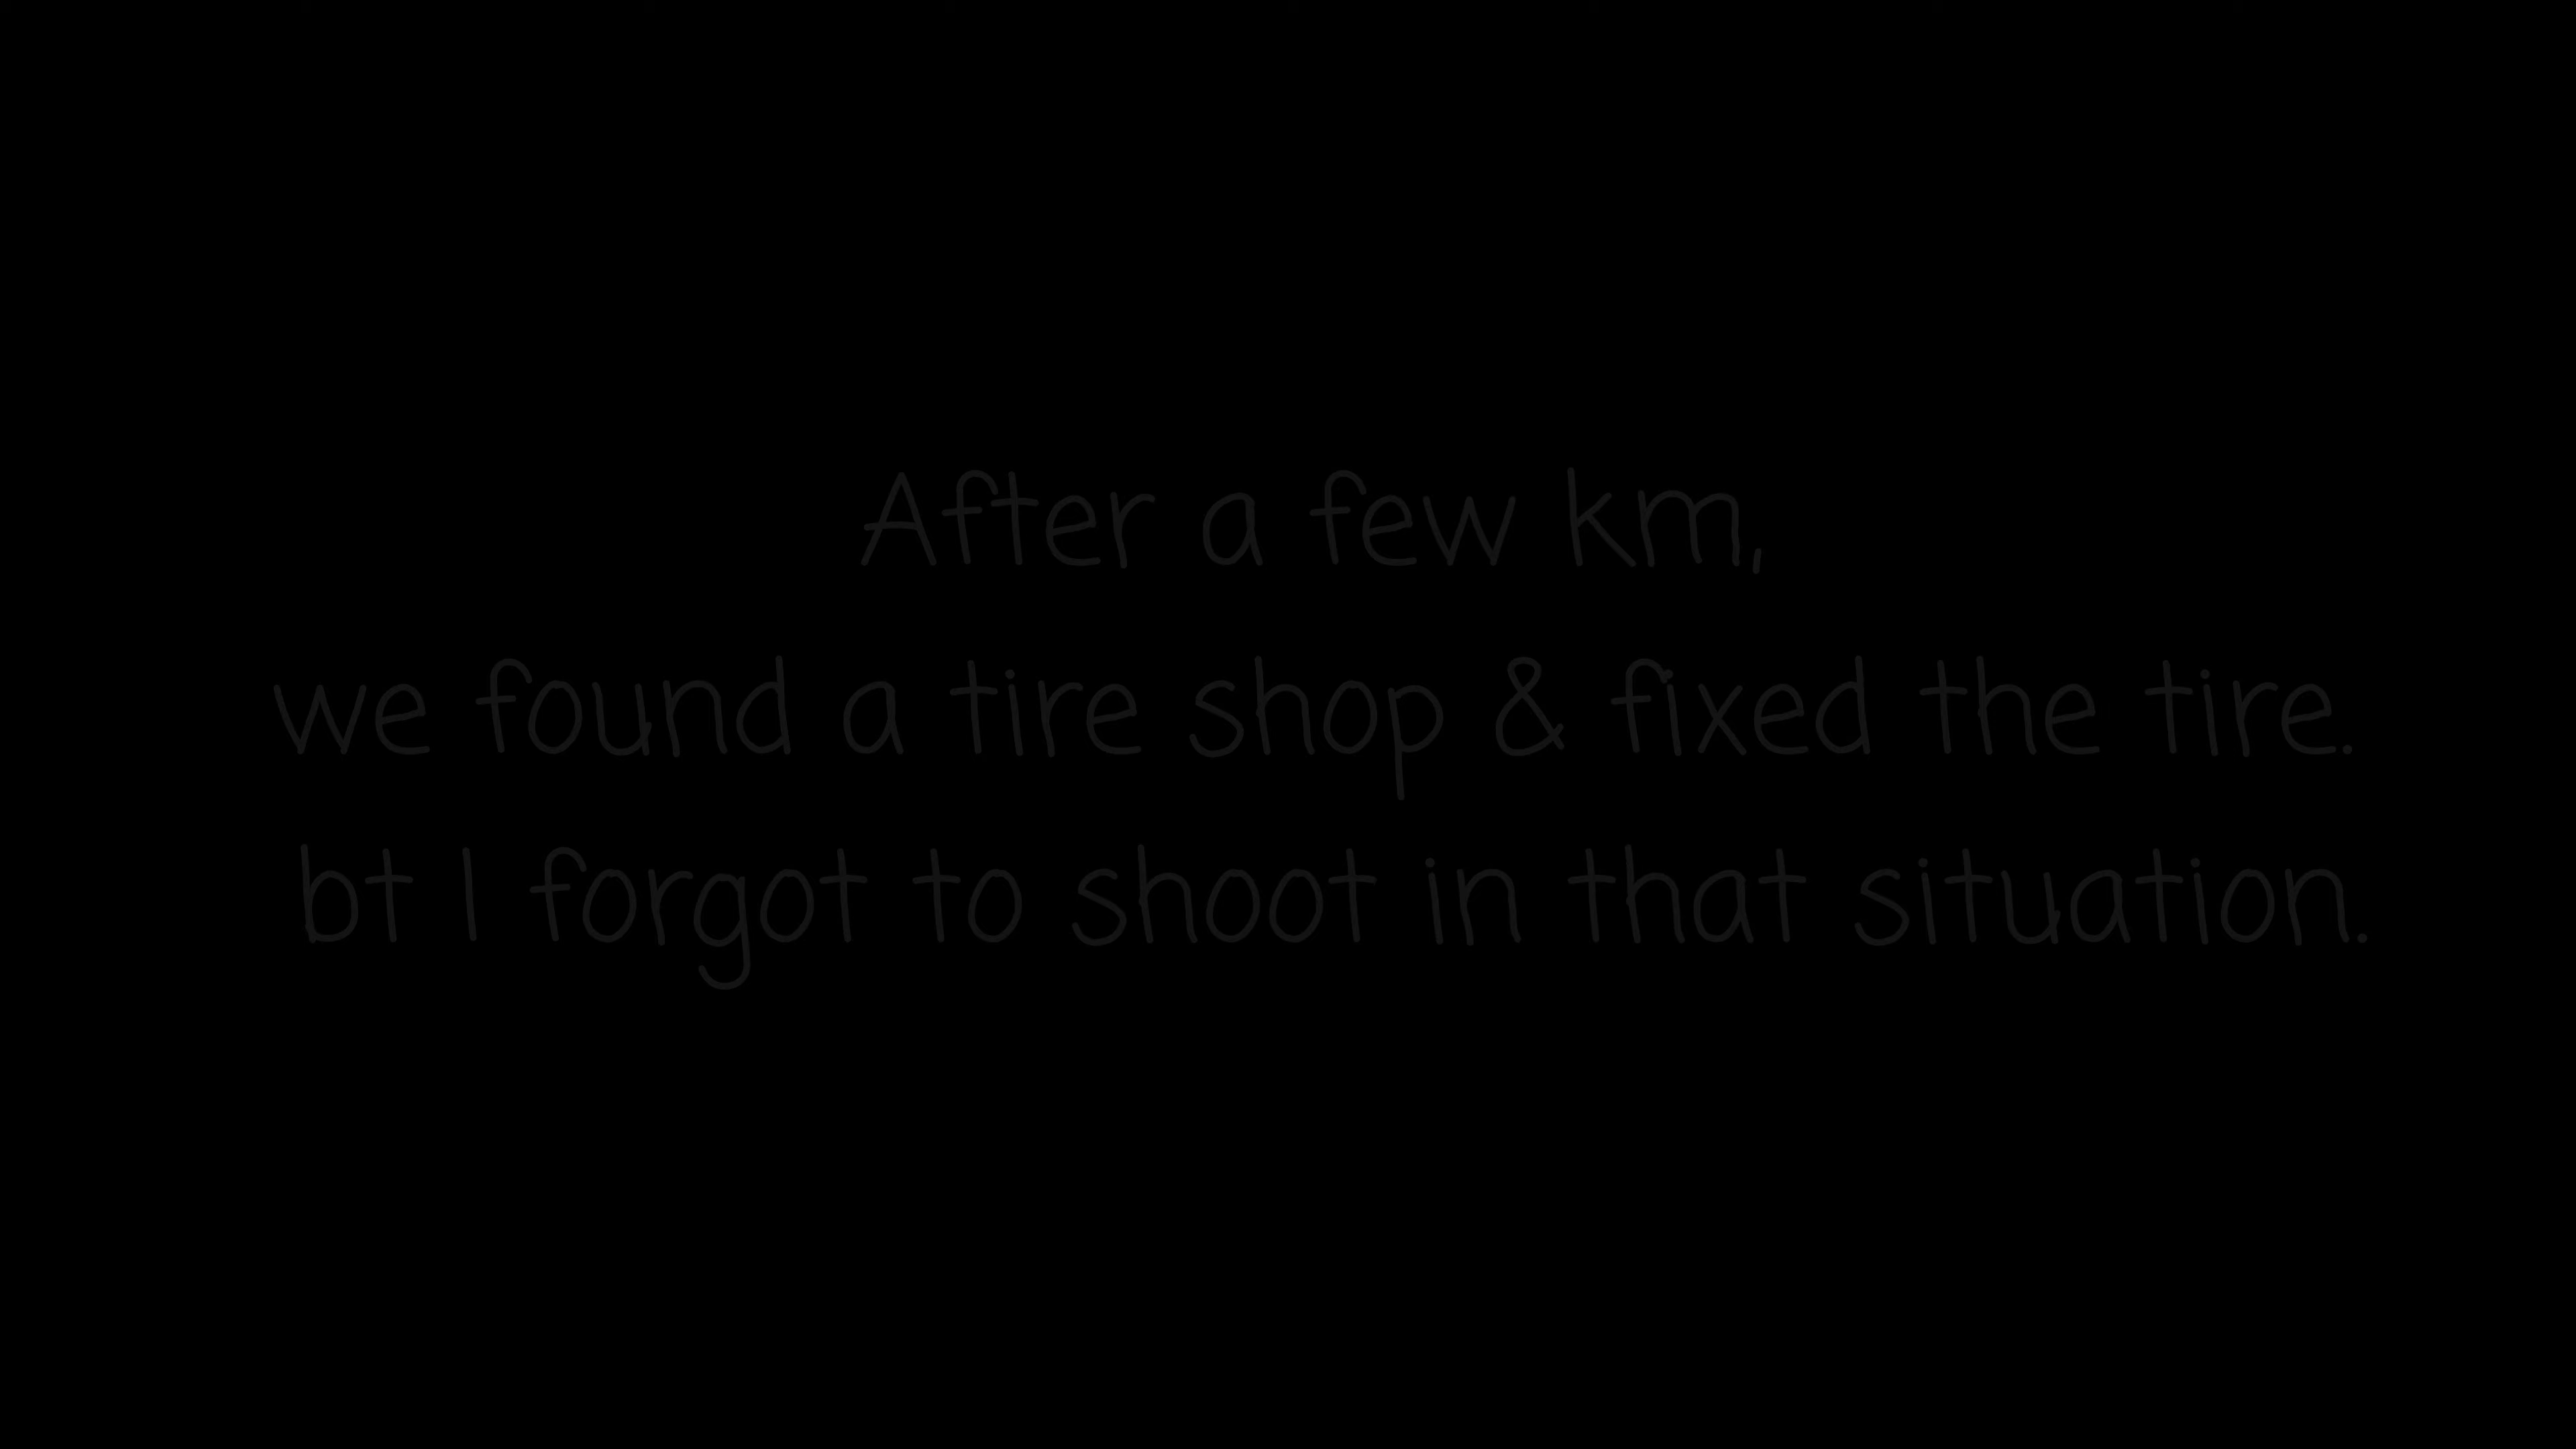 After a few km,
we found a tire shop & fixed the tire.
bt I forgot to shoot in that situation.